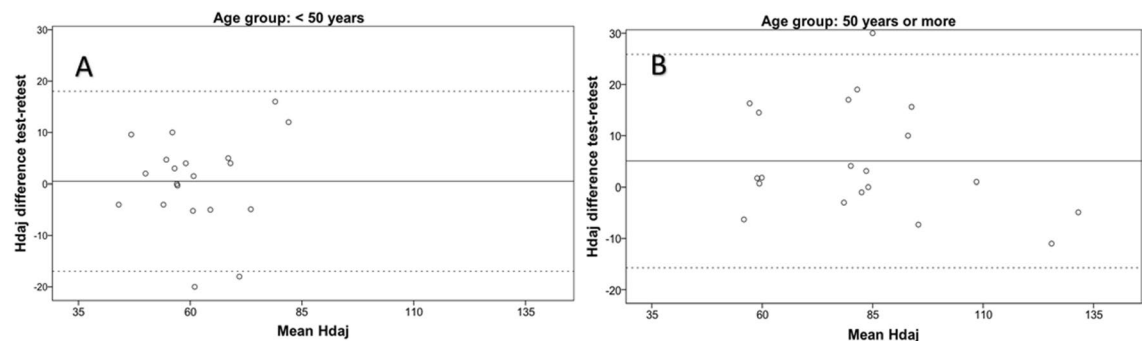 Age group: < 50 years
A
Hdaj difference test-retest
30
20
10
0
-10
-20
35
60
85
110
135
Mean Hdaj
Age group: 50 years or more
B
Hdaj difference test-retest
30
20
10
0
-10
-20
35
60
85
110
135
Mean Hdaj